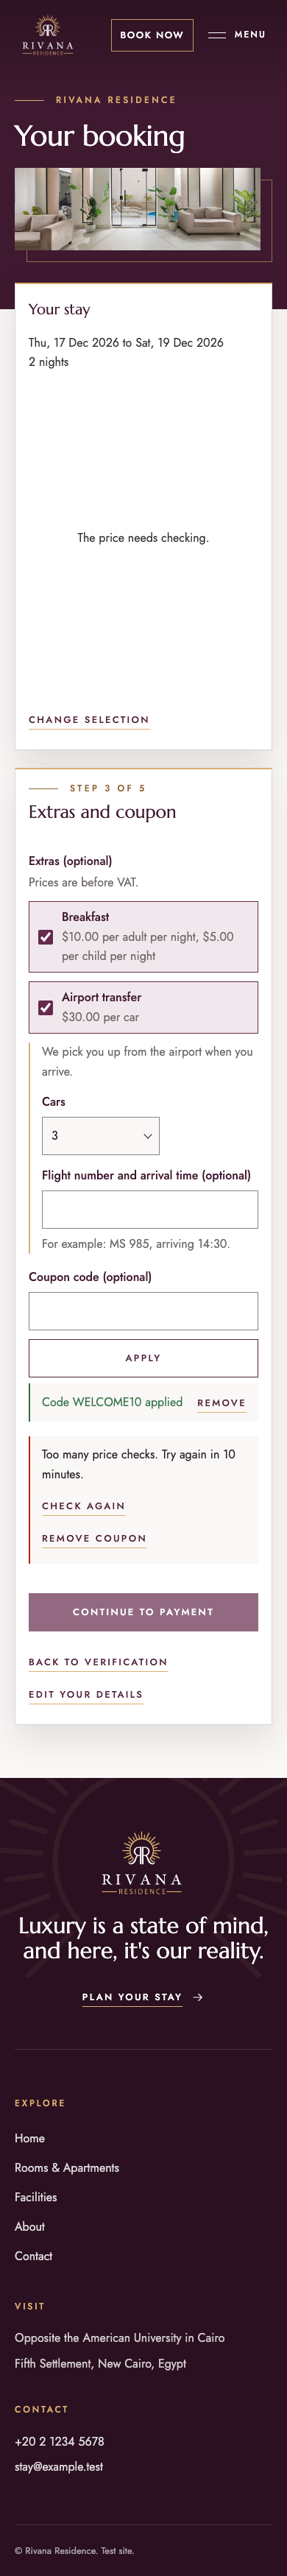 RIVANA
RESIDENCE
BOOK NOW
MENU
RIVANA RESIDENCE
Your booking
Your stay
Thu, 17 Dec 2026 to Sat, 19 Dec 2026
2 nights
The price needs checking.
CHANGE SELECTION
STEP 3 OF 5
Extras and coupon
Extras (optional)
Prices are before VAT.
Breakfast
$10.00 per adult per night, $5.00
per child per night
Airport transfer
$30.00 per car
We pick you up from the airport when you
arrive.
Cars
3
Flight number and arrival time (optional)
For example: MS 985, arriving 14:30.
Coupon code (optional)
APPLY
Code WELCOME10 applied
REMOVE
Too many price checks. Try again in 10
minutes.
CHECK AGAIN
REMOVE COUPON
CONTINUE TO PAYMENT
BACK TO VERIFICATION
EDIT YOUR DETAILS
RIVANA
RESIDENCE
Luxury is a state of mind,
and here, it's our reality.
PLAN YOUR STAY
EXPLORE
Home
Rooms & Apartments
Facilities
About
Contact
VISIT
Opposite the American University in Cairo
Fifth Settlement, New Cairo, Egypt
CONTACT
+20 2 1234 5678
stay@example.test
© Rivana Residence. Test site.